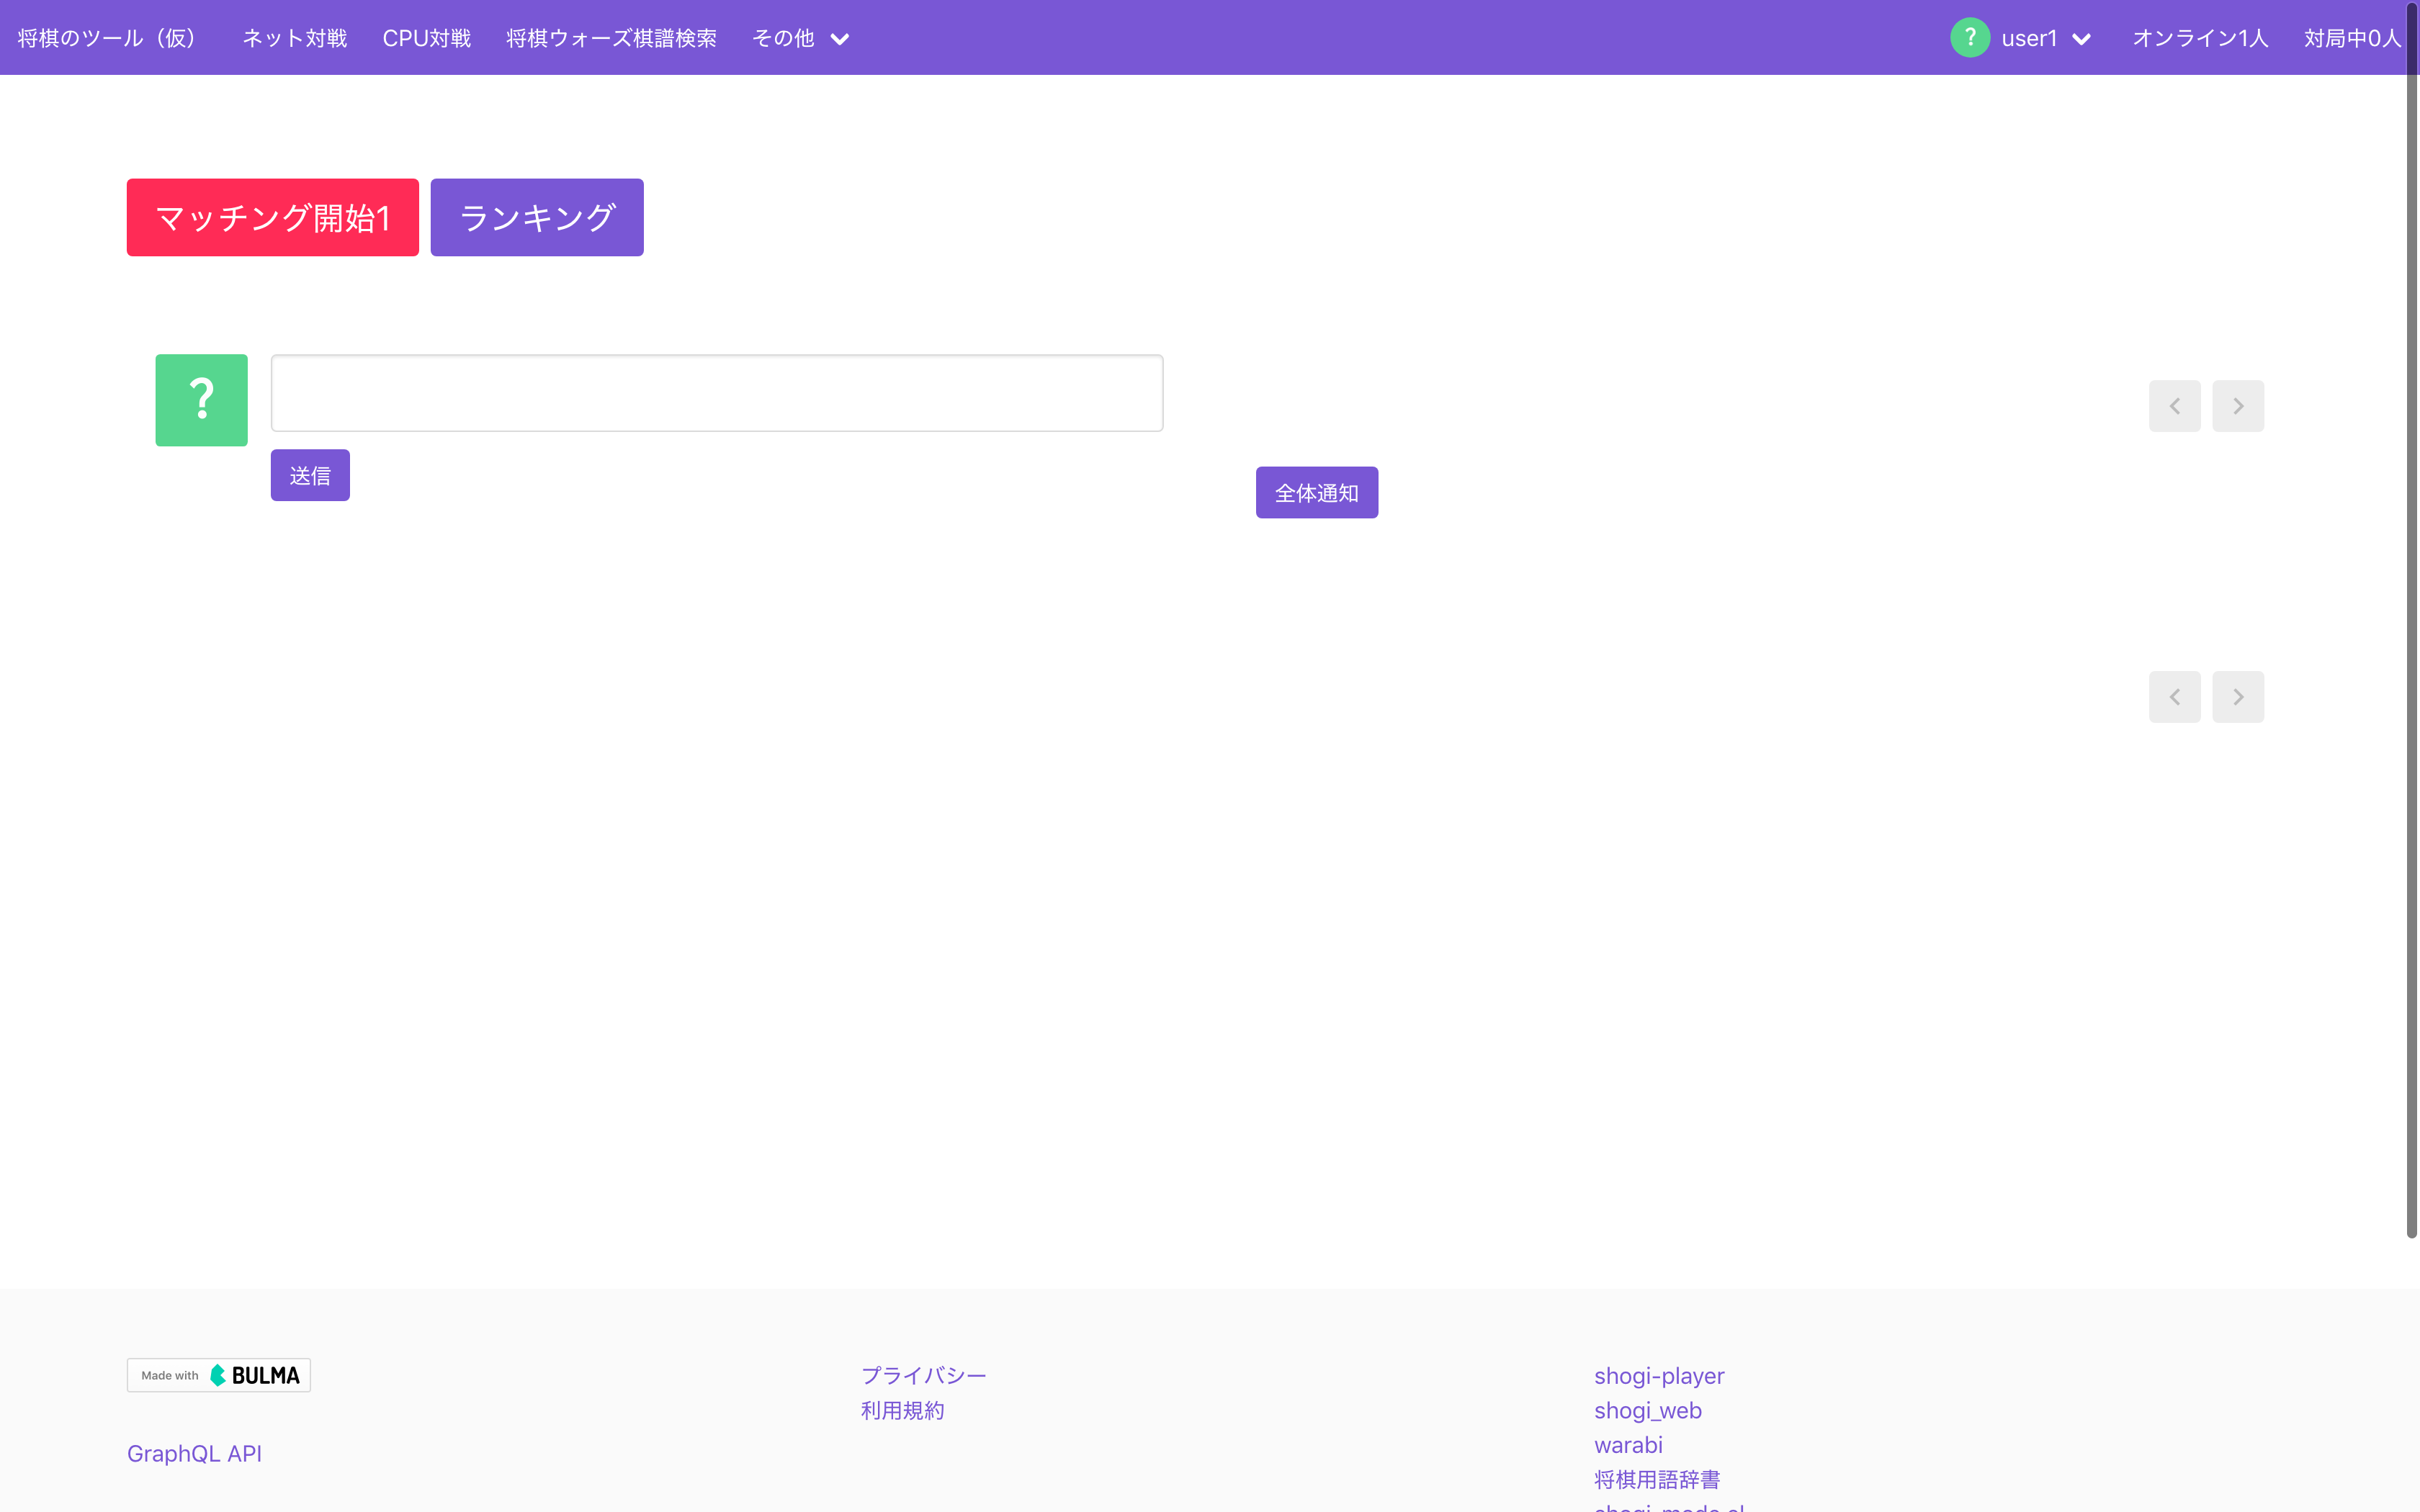 将棋のツール（仮） ネット対戦 CPU対戦 将棋ウォーズ棋譜検索 その他 ? user1 オンライン1人 対局中0人
マッチング開始1 ランキング
?
送信
全体通知
Made with BULMA
GraphQL API
プライバシー
利用規約
shogi-player
shogi_web
warabi
将棋用語辞書